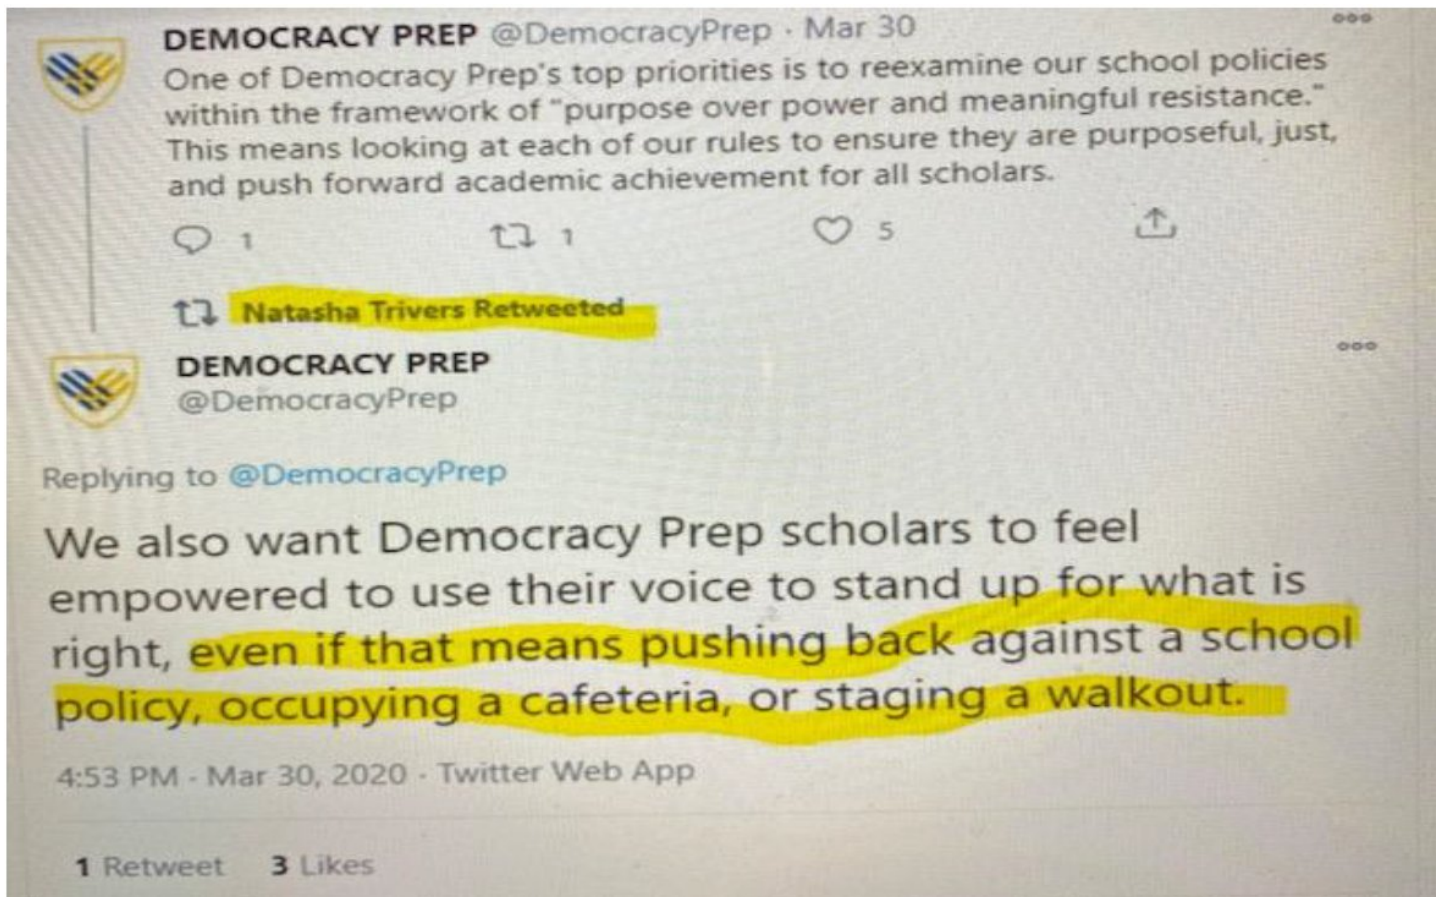 DEMOCRACY PREP @DemocracyPrep · Mar 30
One of Democracy Prep's top priorities is to reexamine our school policies
within the framework of "purpose over power and meaningful resistance."
This means looking at each of our rules to ensure they are purposeful, just,
and push forward academic achievement for all scholars.
1 1 5
Natasha Trivers Retweeted
DEMOCRACY PREP
@DemocracyPrep
Replying to @DemocracyPrep
We also want Democracy Prep scholars to feel
empowered to use their voice to stand up for what is
right, even if that means pushing back against a school
policy, occupying a cafeteria, or staging a walkout.
4:53 PM · Mar 30, 2020 · Twitter Web App
1 Retweet 3 Likes